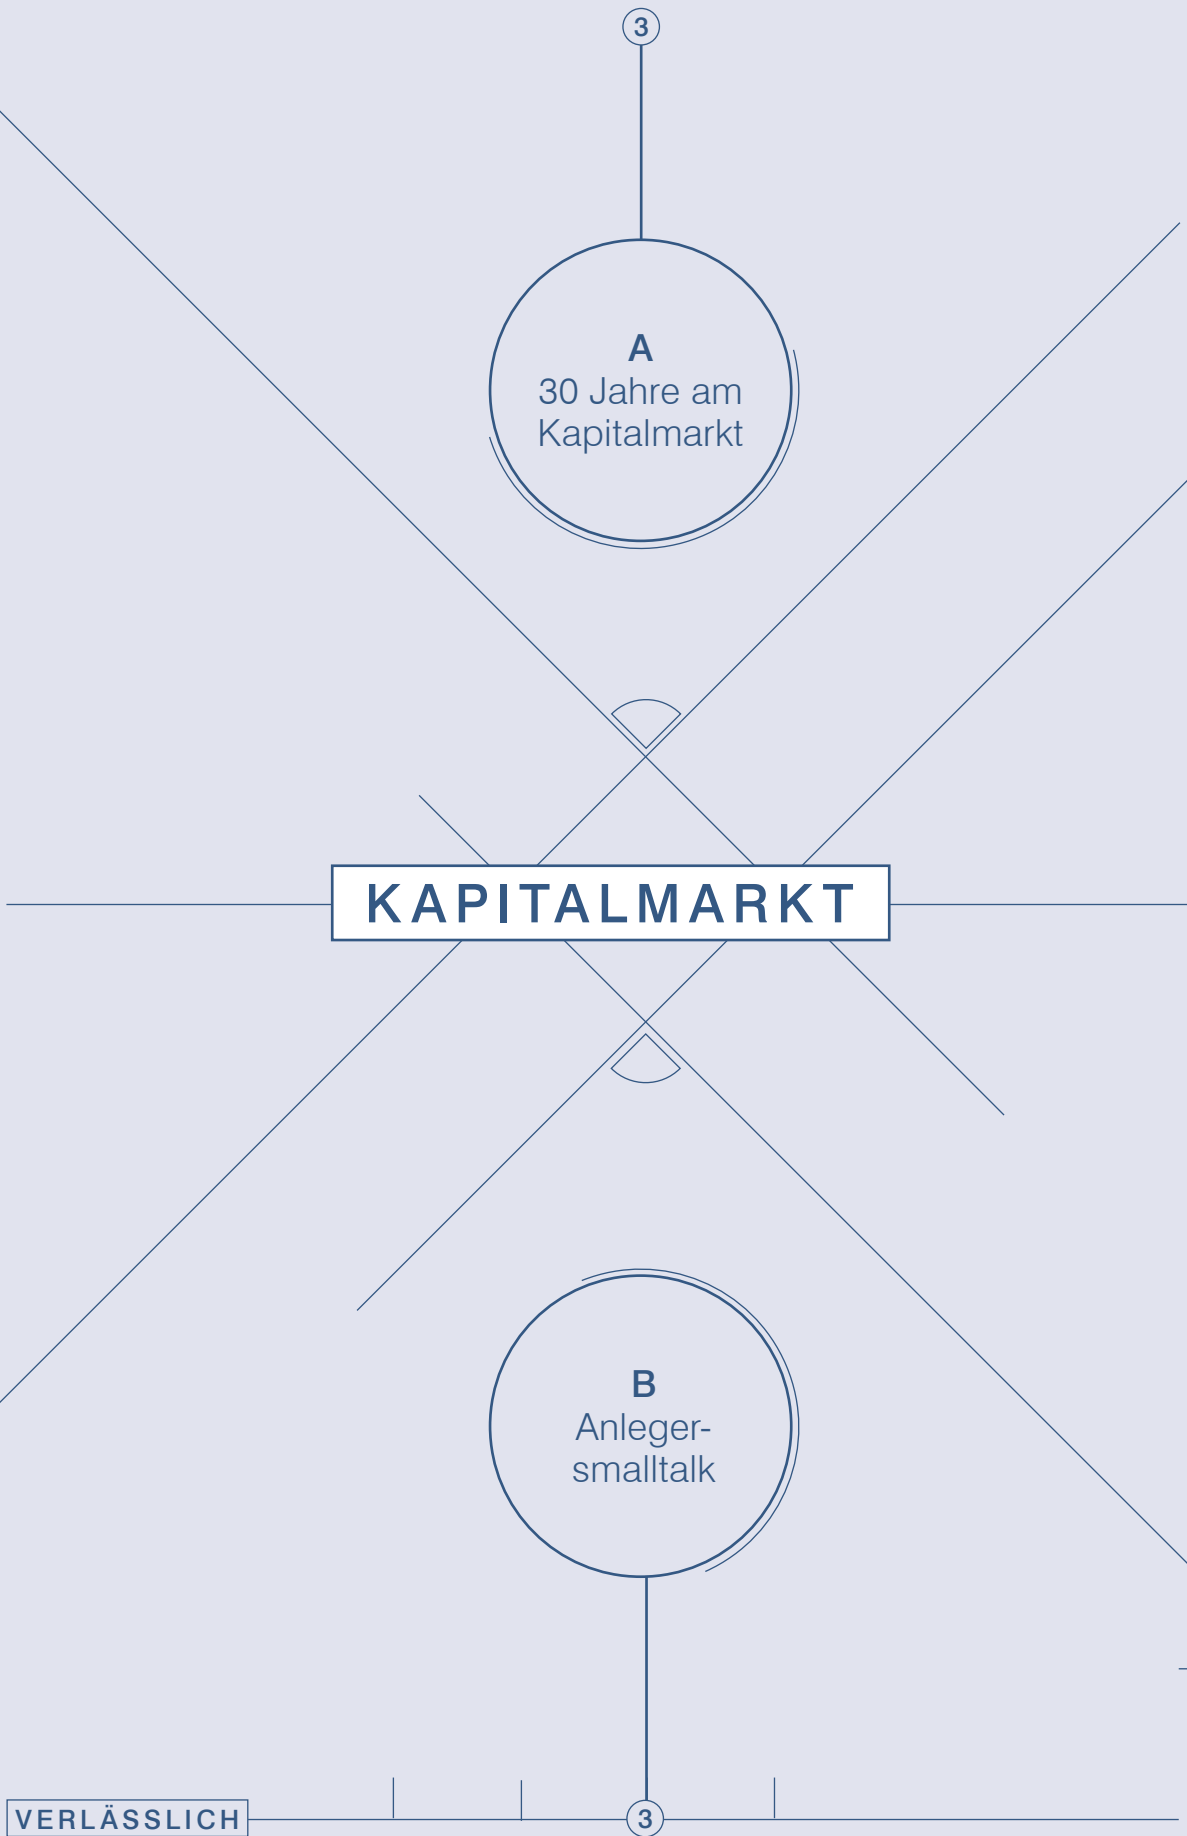 3
A
30 Jahre am
Kapitalmarkt
KAPITALMARKT
B
Anleger-
smalltalk
VERLÄSSLICH
3